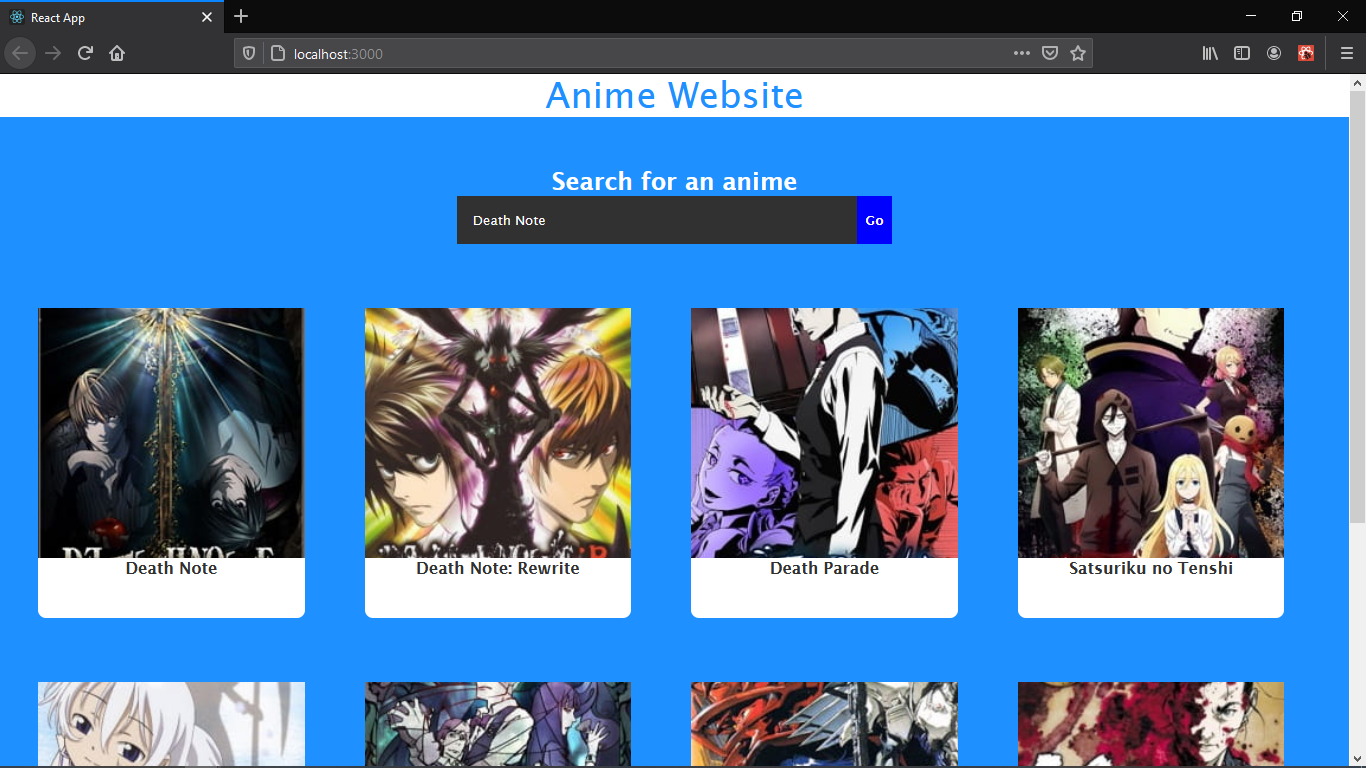 React App
localhost:3000
Anime Website
Search for an anime
Death Note
Go
Death Note
Death Note: Rewrite
Death Parade
Satsuriku no Tenshi